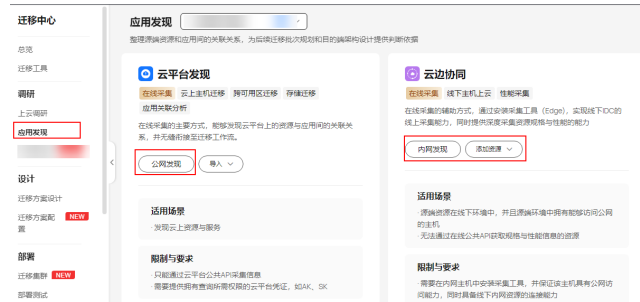 迁移中心
总览
迁移工具
调研
上云调研
应用发现
设计
迁移方案设计
迁移方案配置 NEW
部署
迁移集群 NEW
部署测试
应用发现
整理源端资源和应用间的关联关系，为后续迁移批次规划和目的端架构设计提供判断依据
云平台发现
在线采集 云上主机迁移 跨可用区迁移 存储迁移
应用关联分析
在线采集的主要方式，能够发现云平台上的资源与应用间的关联关
系，并无缝衔接至迁移工作流。
公网发现 导入
适用场景
·发现云上资源与服务
限制与要求
·只能通过云平台公共API采集信息
·需要提供拥有查询所需权限的云平台凭证，如AK、SK
云边协同
在线采集 线下主机上云 性能采集
在线采集的辅助方式，通过安装采集工具（Edge），实现线下IDC的
线上采集能力，同时提供深度采集资源规格与性能的能力
内网发现 添加资源
适用场景
·源端资源在线下环境中，并且源端环境中拥有能够访问公网
的主机
·无法通过在线公共API获取规格与性能信息的资源
限制与要求
·需要在内网主机中安装采集工具，并保证该主机具有公网访
问能力，同时具备线下内网资源的连接能力